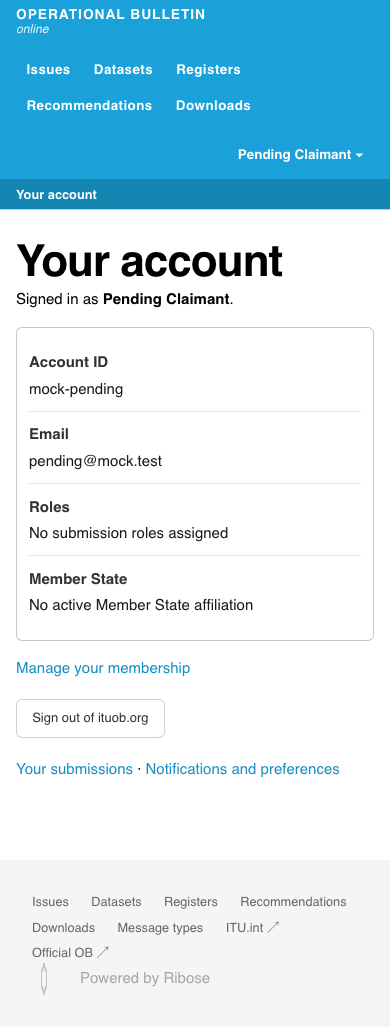 OPERATIONAL BULLETIN
online
Issues Datasets Registers
Recommendations Downloads
Pending Claimant
Your account
Your account
Signed in as Pending Claimant.
Account ID
mock-pending
Email
pending@mock.test
Roles
No submission roles assigned
Member State
No active Member State affiliation
Manage your membership
Sign out of ituob.org
Your submissions · Notifications and preferences
Issues Datasets Registers Recommendations
Downloads Message types ITU.int ↗
Official OB ↗
Powered by Ribose